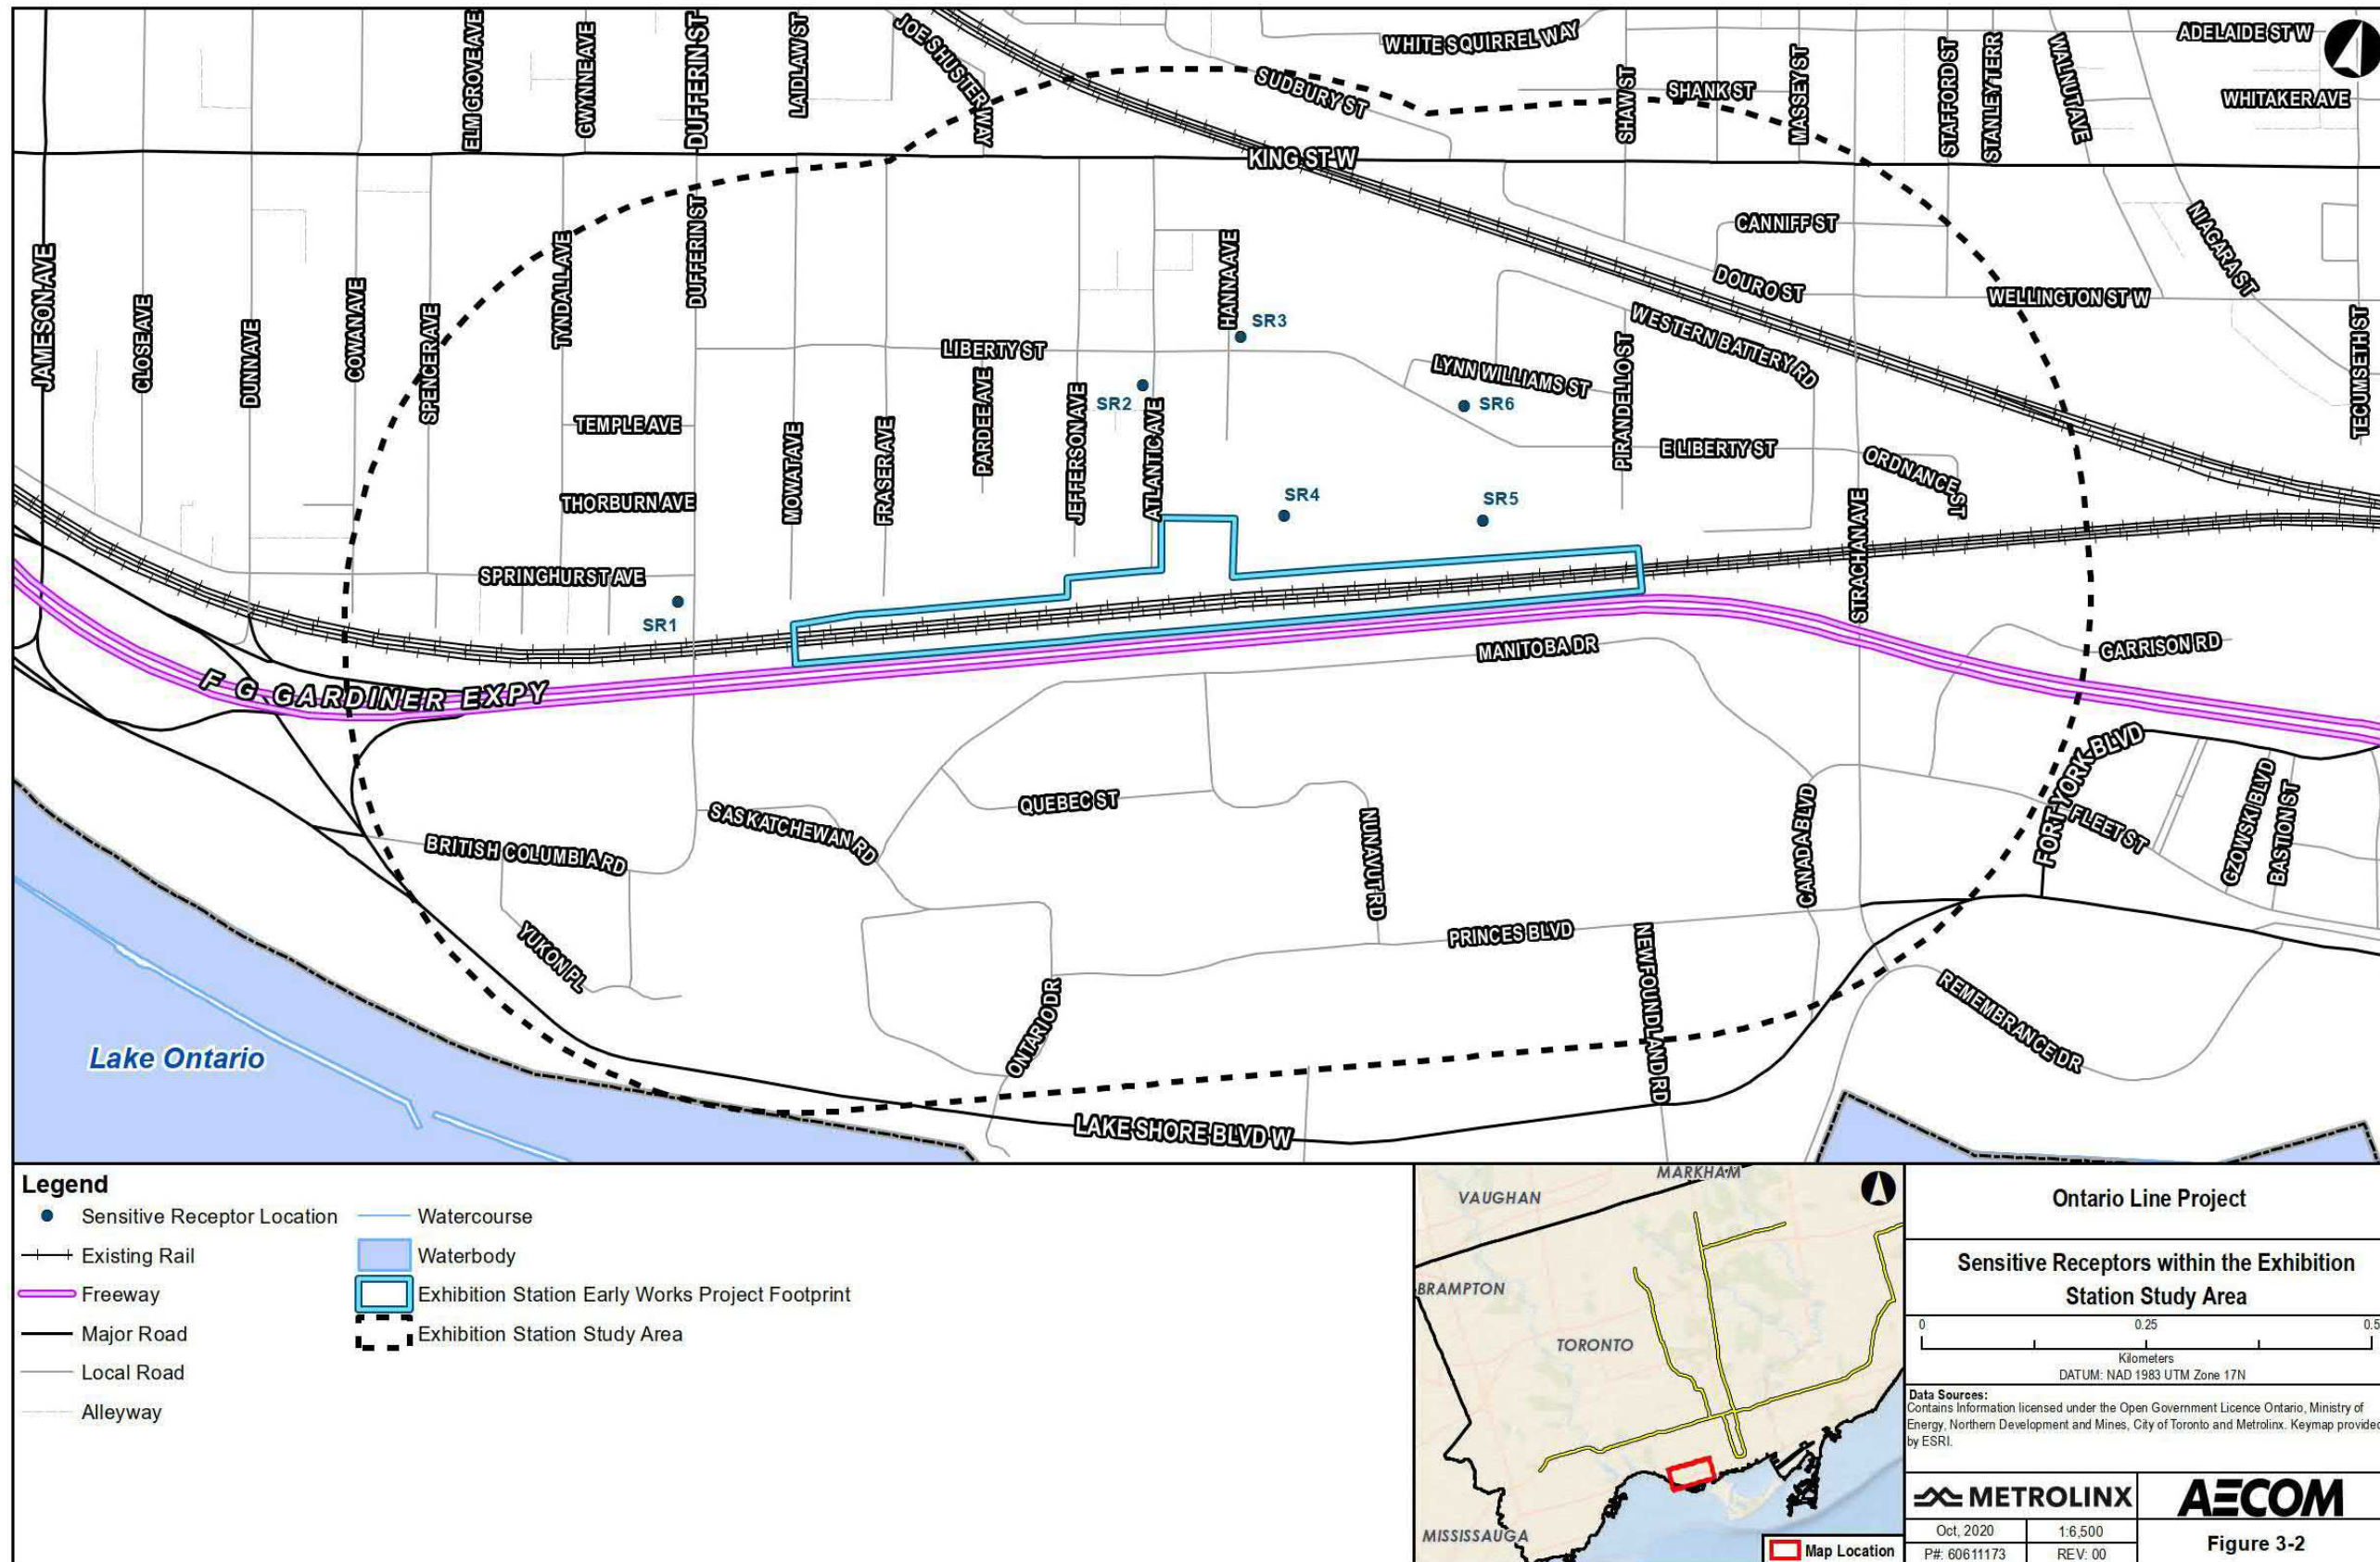 ELM GROVE AVE
GWYNNE AVE
DUFFERIN ST
LAIDLAW ST
JOE SHUSTER WAY
WHITE SQUIRREL WAY
SUDBURY ST
SHAW ST
SHANK ST
MASSEY ST
STAFFORD ST
STANLEY TERR
WALNUT AVE
ADELAIDE ST W
WHITAKER AVE
KING ST W
JAMESON AVE
CLOSE AVE
DUNN AVE
COWAN AVE
SPENCER AVE
TYNDALL AVE
DUFFERIN ST
HANNA AVE
CANNIFF ST
DOURO ST
WELLINGTON ST W
NIAGARA ST
TECUMSETH ST
SR3
LIBERTY ST
WESTERN BATTERY RD
LYNN WILLIAMS ST
PIRANDELLO ST
SR2
SR6
TEMPLE AVE
MOWAT AVE
FRASER AVE
PARDEE AVE
JEFFERSON AVE
ATLANTIC AVE
E LIBERTY ST
ORDNANCE ST
THORBURN AVE
SR4
SR5
STRACHAN AVE
SPRINGHURST AVE
SR1
MANITOBA DR
GARRISON RD
F G GARDINER EXPY
FORT YORK BLVD
QUEBEC ST
SASKATCHEWAN RD
BRITISH COLUMBIA RD
NUNAVUT RD
CANADA BLVD
FLEET ST
GZOWSKI BLVD
BASTION ST
YUKON PL
PRINCES BLVD
NEWFOUNDLAND RD
ONTARIO DR
REMEMBRANCE DR
Lake Ontario
LAKE SHORE BLVD W
Legend
Sensitive Receptor Location
Existing Rail
Freeway
Major Road
Local Road
Alleyway
Watercourse
Waterbody
Exhibition Station Early Works Project Footprint
Exhibition Station Study Area
MARKHAM
VAUGHAN
BRAMPTON
TORONTO
MISSISSAUGA
Map Location
Ontario Line Project
Sensitive Receptors within the Exhibition
Station Study Area
0 0.25 0.5
Kilometers
DATUM: NAD 1983 UTM Zone 17N
Data Sources:
Contains Information licensed under the Open Government Licence Ontario, Ministry of
Energy, Northern Development and Mines, City of Toronto and Metrolinx. Keymap provided
by ESRI.
METROLINX
AECOM
Oct, 2020
1:6,500
P#: 60611173
REV: 00
Figure 3-2